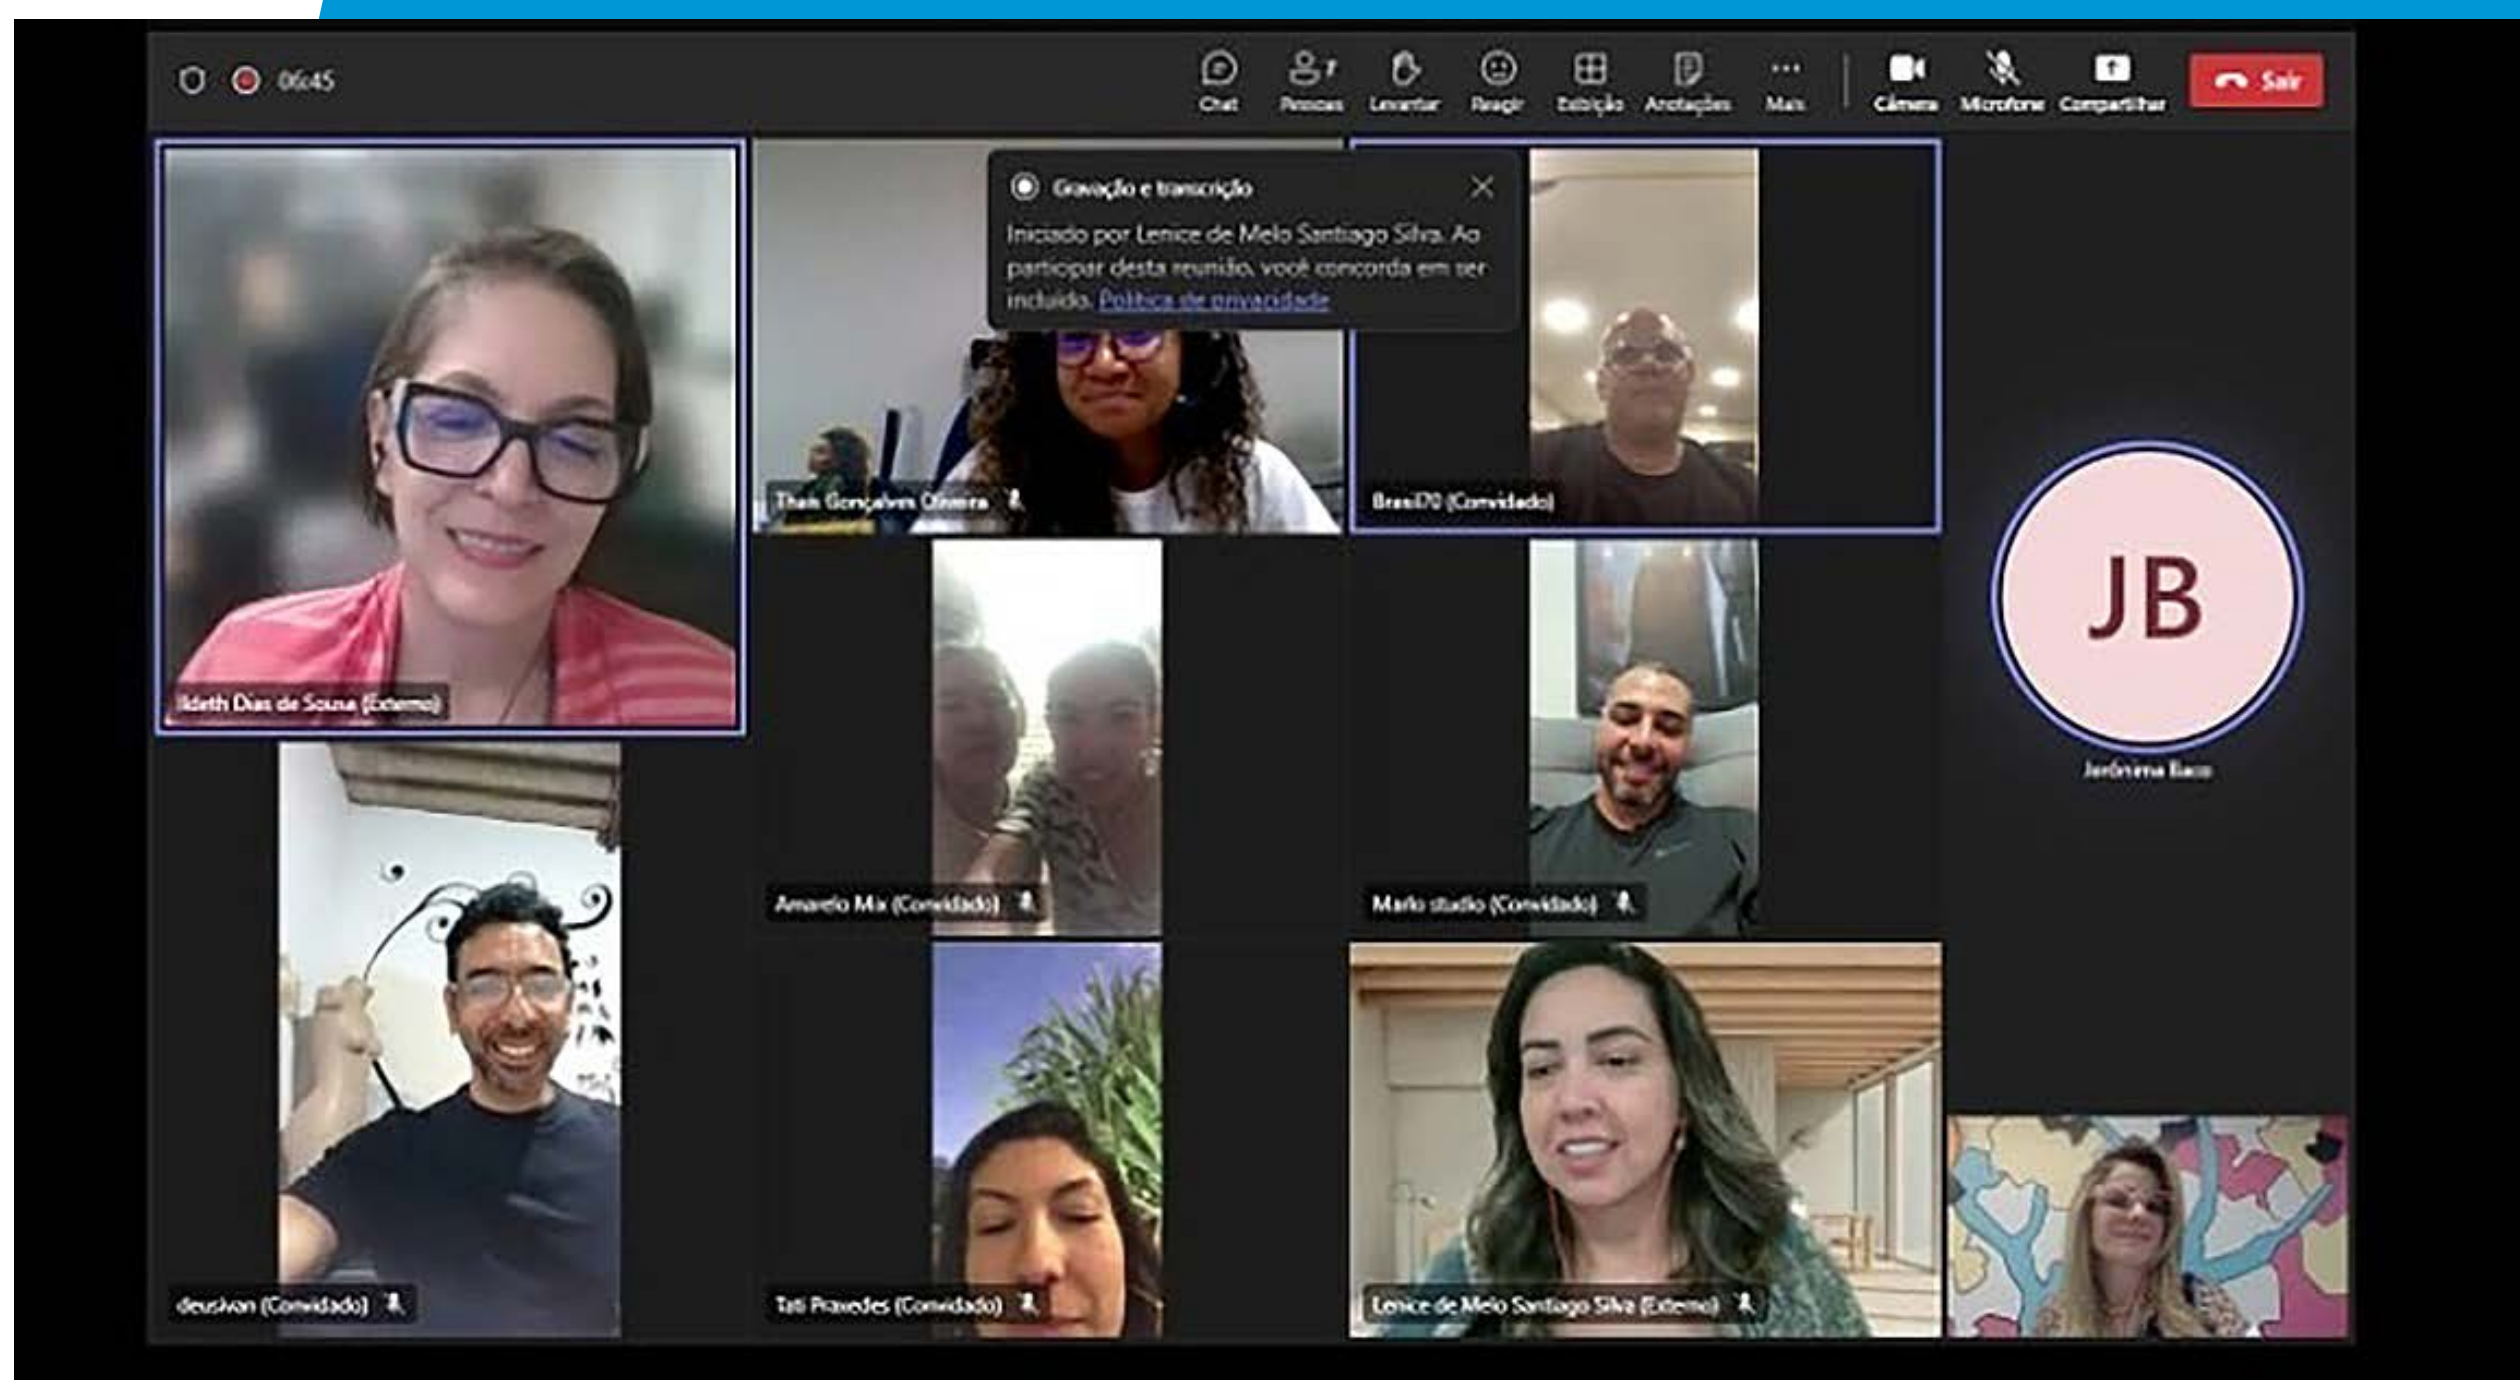 06:45
Chat
Pessoas
Levantar
Reagir
Exibição
Anotações
Mais
Câmera
Microfone
Compartilhar
Sair
Gravação e transcrição
Iniciado por Lenice de Melo Santiago Silva. Ao
participar desta reunião, você concorda em ser
incluído. Política de privacidade
Thais Gonçalves Oliveira
Brasil70 (Convidado)
JB
Jerônima
Ildeth Dias de Sousa (Externo)
Amarelo Mix (Convidado)
Marlo studio (Convidado)
deusivan (Convidado)
Tati Praxedes (Convidado)
Lenice de Melo Santiago Silva (Externo)